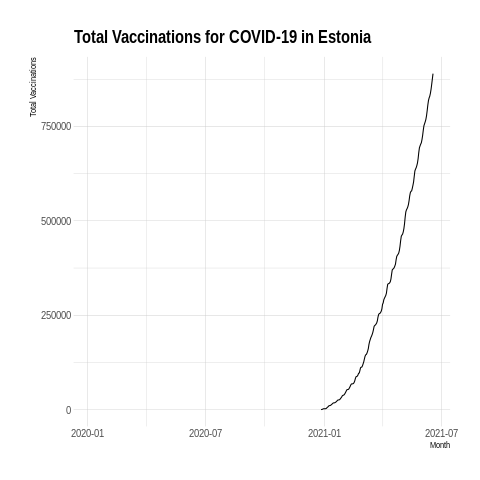 Total Vaccinations for COVID-19 in Estonia
Total Vaccinations
750000
500000
250000
0
2020-01
2020-07
2021-01
2021-07
Month